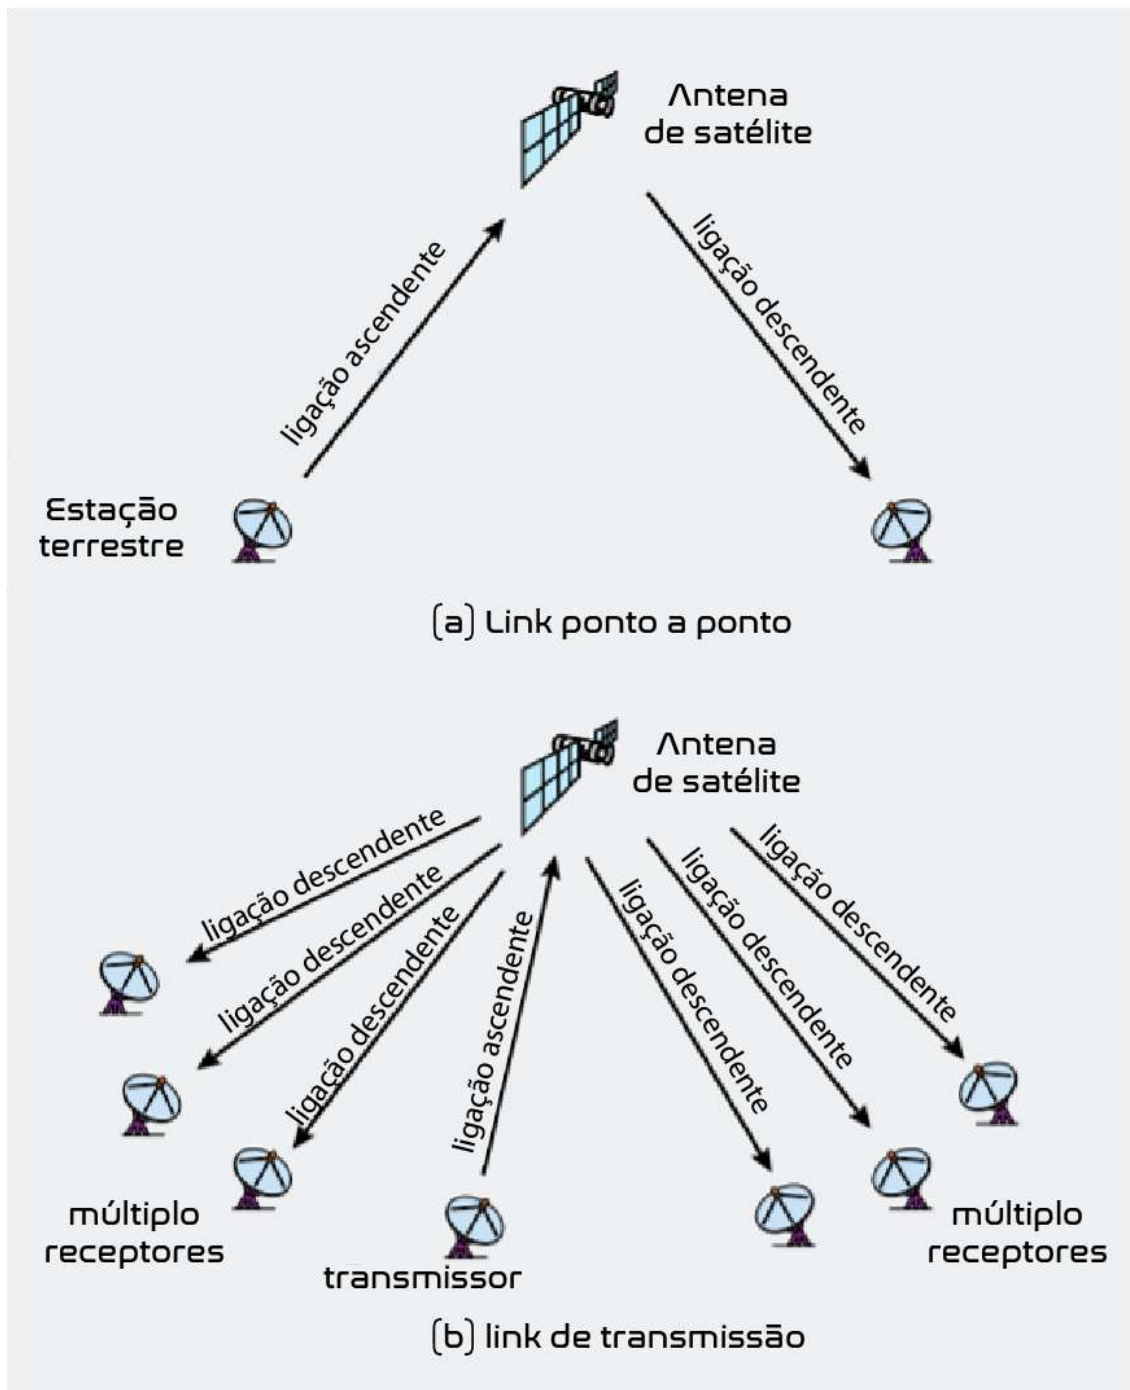 Antena
de satélite
ligação ascendente
ligação descendente
Estação
terrestre
(a) Link ponto a ponto
Antena
de satélite
ligação descendente
ligação descendente
ligação descendente
ligação ascendente
ligação descendente
ligação descendente
ligação descendente
múltiplo
receptores
transmissor
múltiplo
receptores
(b) link de transmissão